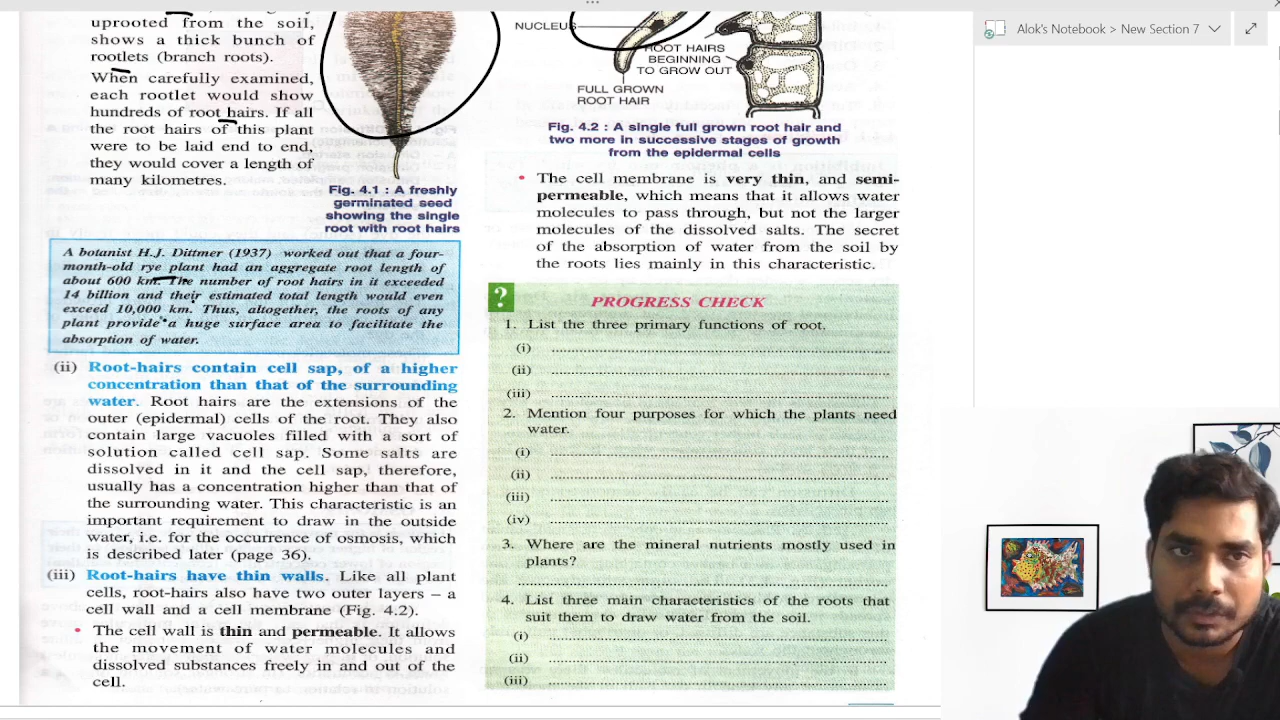 uprooted from the soil,
shows a thick bunch of
rootlets (branch roots).
When carefully examined,
each rootlet would show
hundreds of root hairs. If all
the root hairs of this plant
were to be laid end to end,
they would cover a length of
many kilometres.
Fig. 4.1 : A freshly
germinated seed
showing the single
root with root hairs
A botanist H.J. Dittmer (1937) worked out that a four-
month-old rye plant had an aggregate root length of
about 600 km. The number of root hairs in it exceeded
14 billion and their estimated total length would even
exceed 10,000 km. Thus, altogether, the roots of any
plant provide a huge surface area to facilitate the
absorption of water.
(ii) Root-hairs contain cell sap, of a higher
concentration than that of the surrounding
water. Root hairs are the extensions of the
outer (epidermal) cells of the root. They also
contain large vacuoles filled with a sort of
solution called cell sap. Some salts are
dissolved in it and the cell sap, therefore,
usually has a concentration higher than that of
the surrounding water. This characteristic is an
important requirement to draw in the outside
water, i.e. for the occurrence of osmosis, which
is described later (page 36).
(iii) Root-hairs have thin walls. Like all plant
cells, root-hairs also have two outer layers – a
cell wall and a cell membrane (Fig. 4.2).
• The cell wall is thin and permeable. It allows
the movement of water molecules and
dissolved substances freely in and out of the
cell.
NUCLEUS
ROOT HAIRS
BEGINNING
TO GROW OUT
FULL GROWN
ROOT HAIR
Fig. 4.2 : A single full grown root hair and
two more in successive stages of growth
from the epidermal cells
• The cell membrane is very thin, and semi-
permeable, which means that it allows water
molecules to pass through, but not the larger
molecules of the dissolved salts. The secret
of the absorption of water from the soil by
the roots lies mainly in this characteristic.
? PROGRESS CHECK
1. List the three primary functions of root.
(i)
(ii)
(iii)
2. Mention four purposes for which the plants need
water.
(i)
(ii)
(iii)
(iv)
3. Where are the mineral nutrients mostly used in
plants?
4. List three main characteristics of the roots that
suit them to draw water from the soil.
(i)
(ii)
(iii)
Alok's Notebook > New Section 7